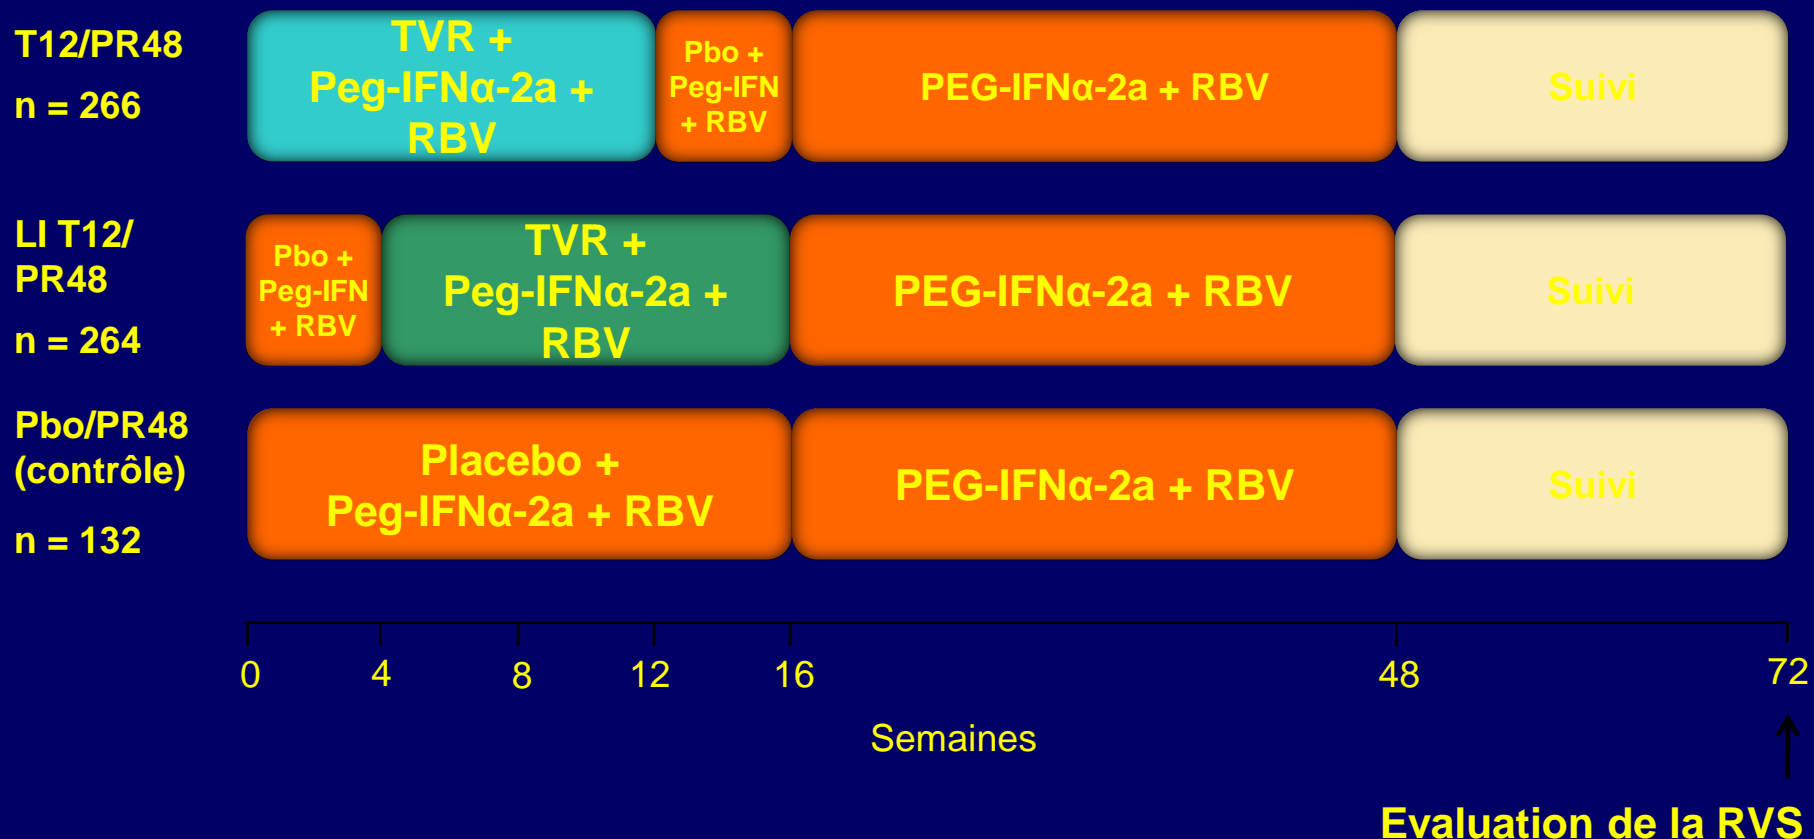 T12/PR48
n = 266
TVR +
Peg-IFNα-2a +
RBV
Pbo +
Peg-IFN
+ RBV
PEG-IFNα-2a + RBV
Suivi
LI T12/
PR48
n = 264
Pbo +
Peg-IFN
+ RBV
TVR +
Peg-IFNα-2a +
RBV
PEG-IFNα-2a + RBV
Suivi
Pbo/PR48
(contrôle)
n = 132
Placebo +
Peg-IFNα-2a + RBV
PEG-IFNα-2a + RBV
Suivi
0 4 8 12 16 48 72
Semaines
Evaluation de la RVS